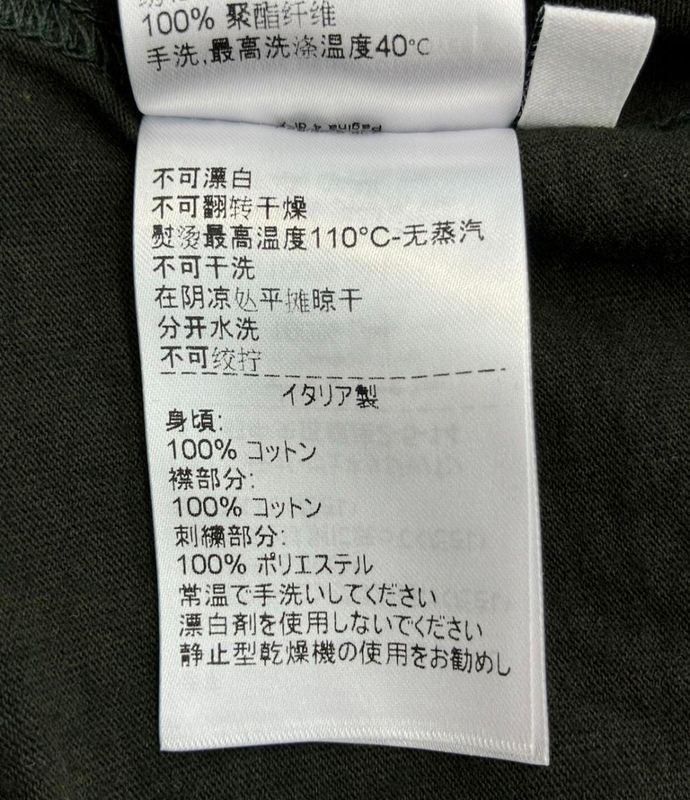 100% 聚酯纤维
手洗,最高洗涤温度40°C
不可漂白
不可翻转干燥
熨烫最高温度110°C-无蒸汽
不可干洗
在阴凉处平摊晾干
分开水洗
不可绞拧
イタリア製
身頃:
100% コットン
襟部分:
100% コットン
刺繍部分:
100% ポリエステル
常温で手洗いしてください
漂白剤を使用しないでください
静止型乾燥機の使用をお勧めし